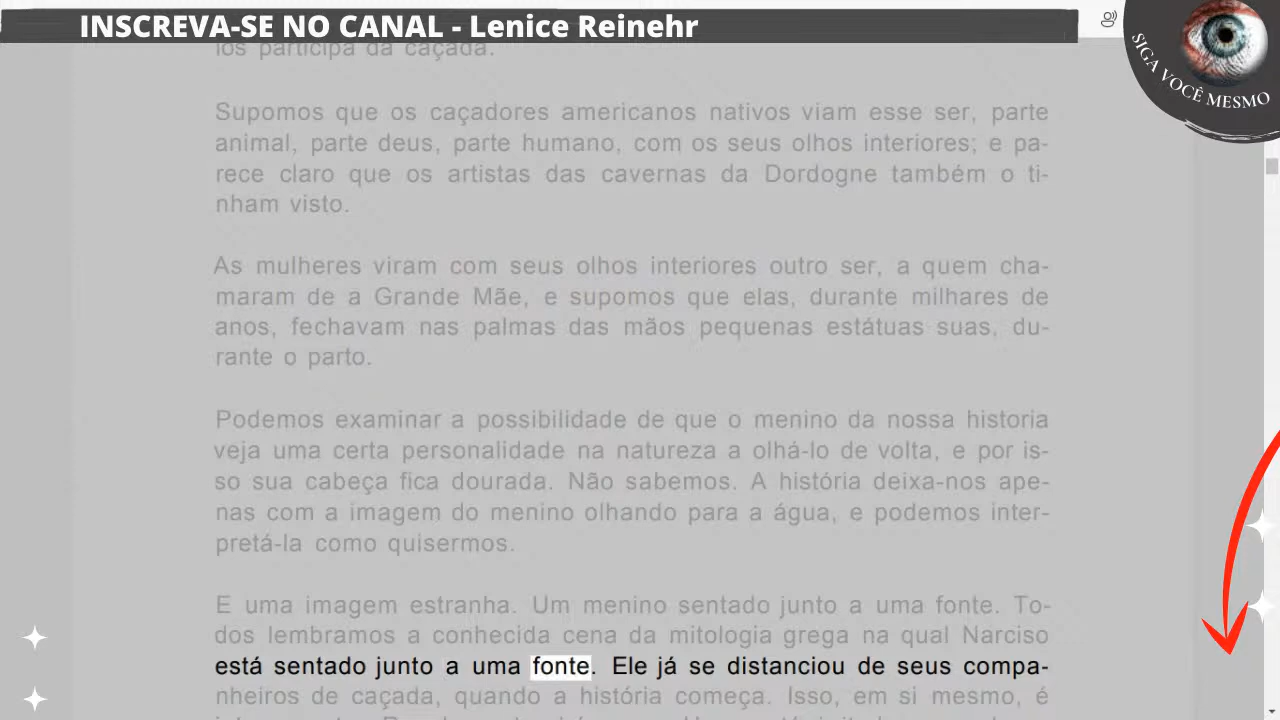 INSCREVA-SE NO CANAL - Lenice Reinehr
SIGA VOCÊ MESMO
los participa da caçada.
Supomos que os caçadores americanos nativos viam esse ser, parte
animal, parte deus, parte humano, com os seus olhos interiores; e pa-
rece claro que os artistas das cavernas da Dordogne também o ti-
nham visto.
As mulheres viram com seus olhos interiores outro ser, a quem cha-
maram de a Grande Mãe, e supomos que elas, durante milhares de
anos, fechavam nas palmas das mãos pequenas estátuas suas, du-
rante o parto.
Podemos examinar a possibilidade de que o menino da nossa historia
veja uma certa personalidade na natureza a olhá-lo de volta, e por is-
so sua cabeça fica dourada. Não sabemos. A história deixa-nos ape-
nas com a imagem do menino olhando para a água, e podemos inter-
pretá-la como quisermos.
E uma imagem estranha. Um menino sentado junto a uma fonte. To-
dos lembramos a conhecida cena da mitologia grega na qual Narciso
está sentado junto a uma fonte. Ele já se distanciou de seus compa-
nheiros de caçada, quando a história começa. Isso, em si mesmo, é